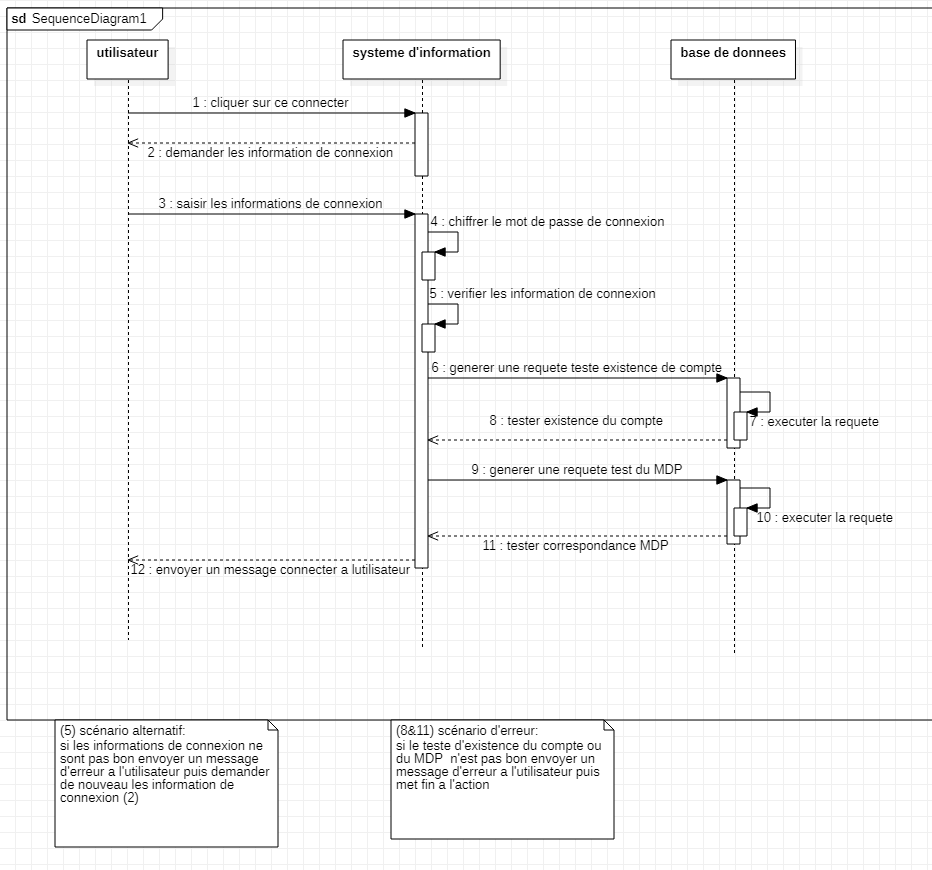 sd SequenceDiagram1
utilisateur
systeme d'information
base de donnees
1 : cliquer sur ce connecter
2 : demander les information de connexion
3 : saisir les informations de connexion
4 : chiffrer le mot de passe de connexion
5 : verifier les information de connexion
6 : generer une requete teste existence de compte
7 : executer la requete
8 : tester existence du compte
9 : generer une requete test du MDP
10 : executer la requete
11 : tester correspondance MDP
12 : envoyer un message connecter a lutilisateur
(5) scénario alternatif:
si les informations de connexion ne
sont pas bon envoyer un message
d'erreur a l'utilisateur puis demander
de nouveau les information de
connexion (2)
(8&11) scénario d'erreur:
si le teste d'existence du compte ou
du MDP n'est pas bon envoyer un
message d'erreur a l'utilisateur puis
met fin a l'action